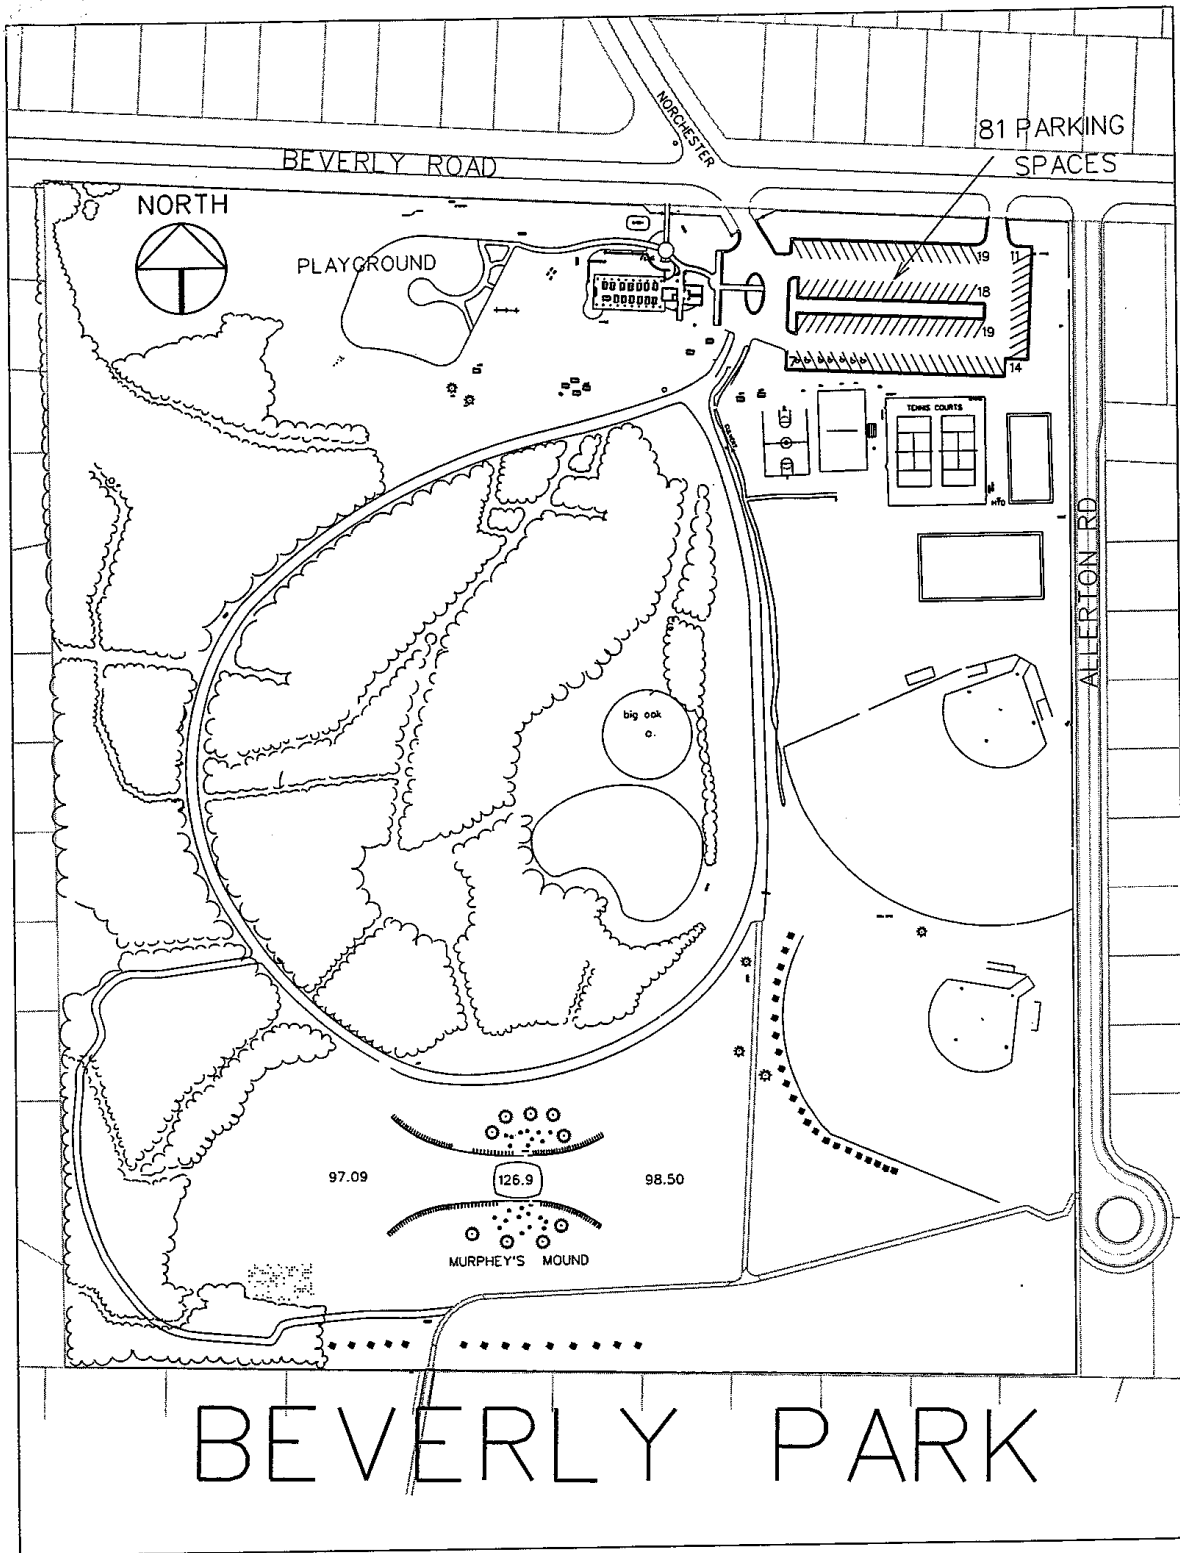 NORCHESTER
81 PARKING
SPACES
BEVERLY ROAD
NORTH
PLAYGROUND
19
11
18
19
14
7
TENNIS COURTS
ALLERTON RD
big oak
97.09
126.9
98.50
MURPHEY'S MOUND
BEVERLY PARK